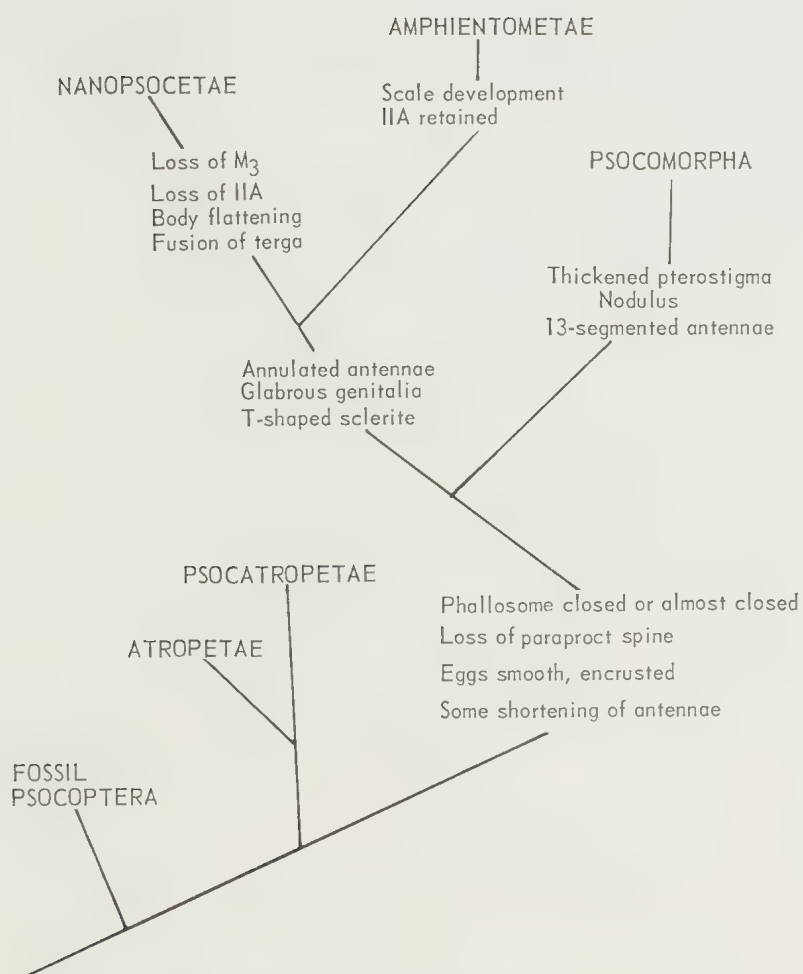 AMPHIENTOMETAE
Scale development
IIA retained
NANOPSOCETAE
Loss of M3
Loss of IIA
Body flattening
Fusion of terga
PSOCOMORPHA
Thickened pterostigma
Nodulus
13-segmented antennae
Annulated antennae
Glabrous genitalia
T-shaped sclerite
PSOCATROPETAE
ATROPETAE
Phallosome closed or almost closed
Loss of paraproct spine
Eggs smooth, encrusted
Some shortening of antennae
FOSSIL
PSOCOPTERA